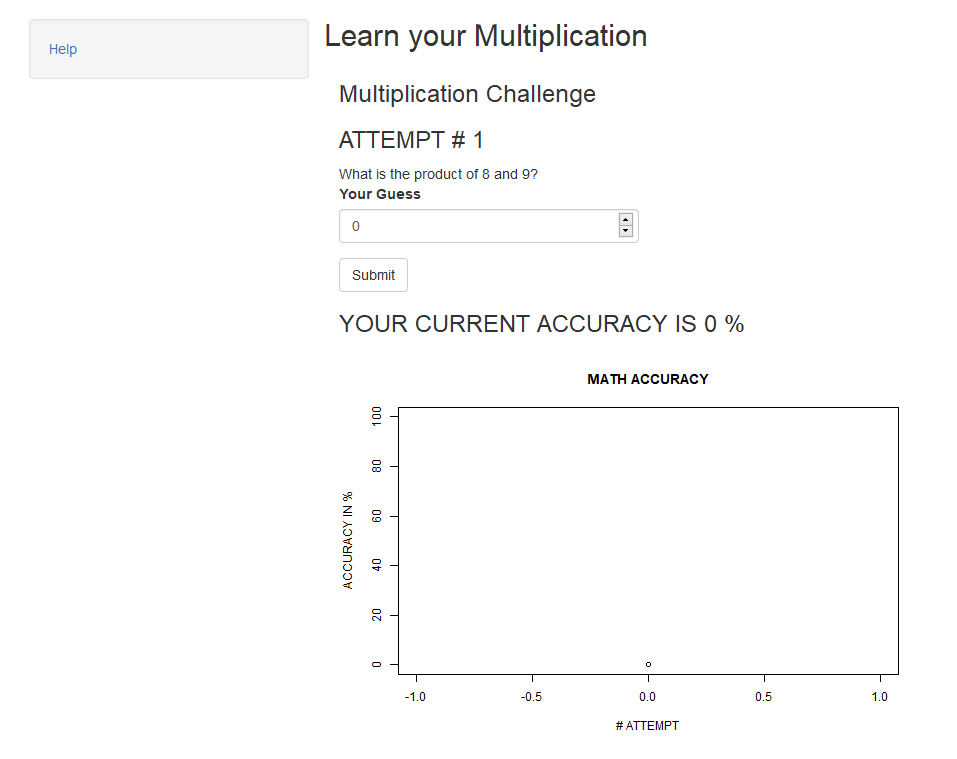 Help
Learn your Multiplication
Multiplication Challenge
ATTEMPT # 1
What is the product of 8 and 9?
Your Guess
0
Submit
YOUR CURRENT ACCURACY IS 0 %
MATH ACCURACY
ACCURACY IN %
100
80
60
40
20
0
-1.0 -0.5 0.0 0.5 1.0
# ATTEMPT